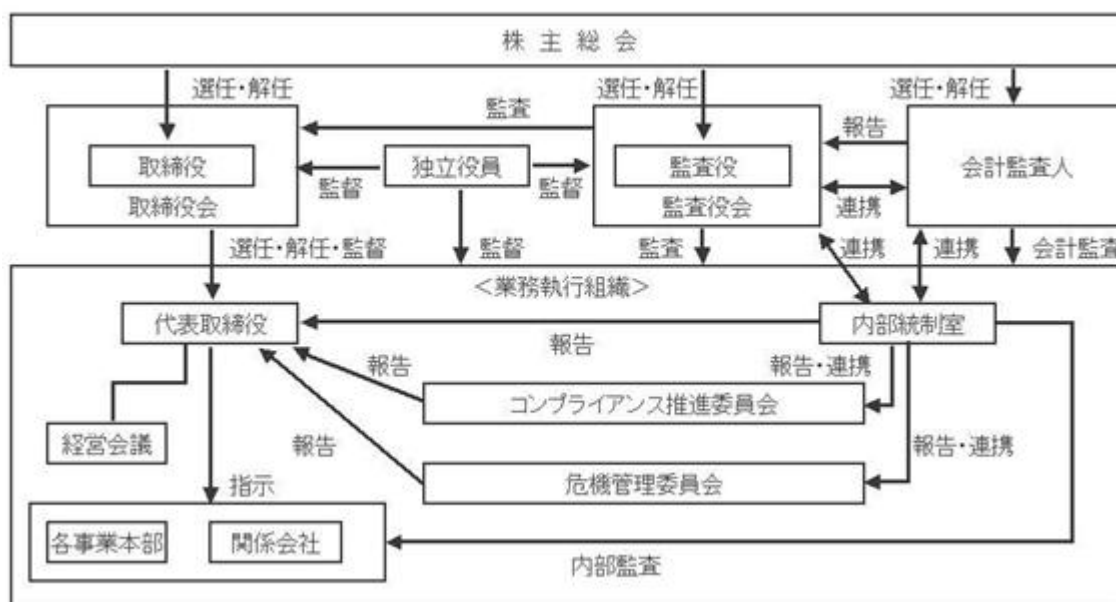 株主総会
選任・解任
選任・解任
選任・解任
監査
報告
取締役
独立役員
監査役
会計監査人
監督
監督
取締役会
監査役会
連携
選任・解任・監督
監督
監査
連携
連携
会計監査
＜業務執行組織＞
代表取締役
内部統制室
報告
報告
報告・連携
コンプライアンス推進委員会
経営会議
報告
報告・連携
危機管理委員会
指示
各事業本部
関係会社
内部監査